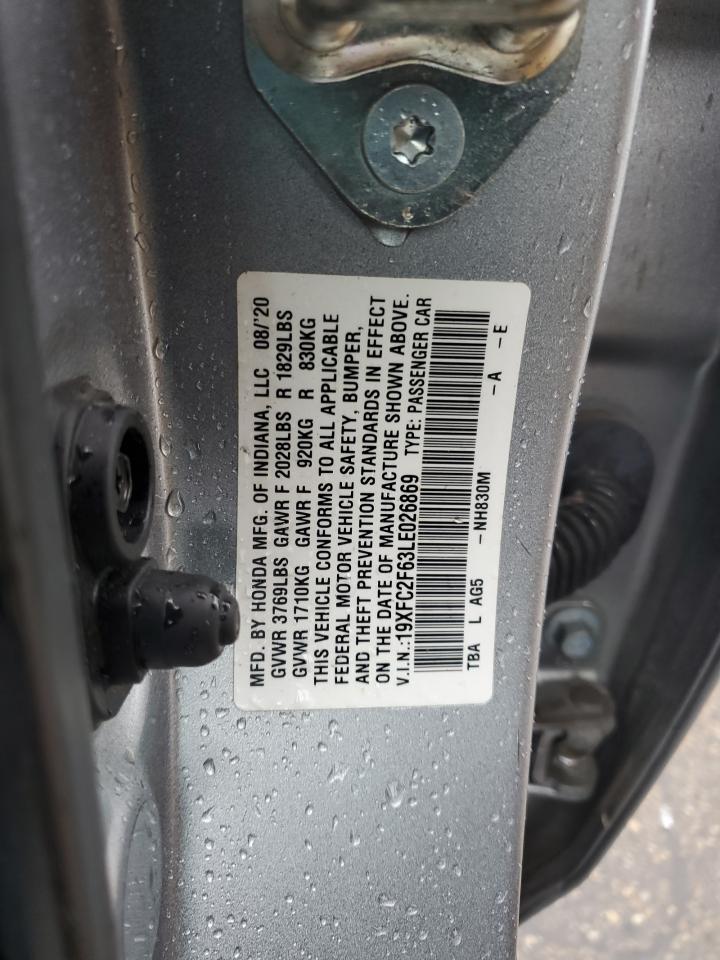 MFD. BY HONDA MFG. OF INDIANA, LLC 08/'20
GVWR 3769LBS GAWR F 2028LBS R 1829LBS
GVWR 1710KG GAWR F 920KG R 830KG
THIS VEHICLE CONFORMS TO ALL APPLICABLE
FEDERAL MOTOR VEHICLE SAFETY, BUMPER,
AND THEFT PREVENTION STANDARDS IN EFFECT
ON THE DATE OF MANUFACTURE SHOWN ABOVE.
V.I.N.:19XFC2F63LE026869 TYPE: PASSENGER CAR
TBA L AG5 -NH830M -A -E